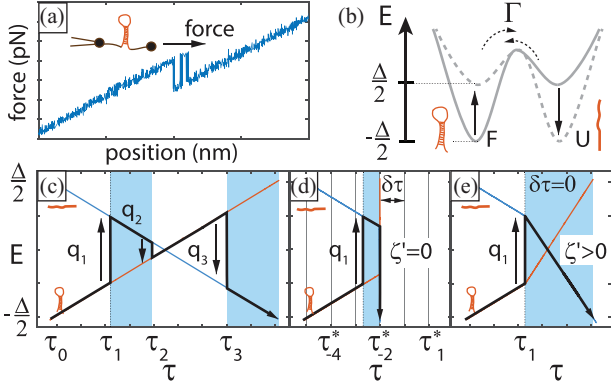 (a)
force
force (pN)
position (nm)
(b)
E
Γ
Δ/2
-Δ/2
F
U
(c)
Δ/2
E
-Δ/2
q₁
q₂
q₃
τ₀
τ₁
τ₂
τ₃
τ
(d)
δτ
q₁
ζ'=0
τ*₋₄
τ*₋₂
τ*₁
τ
(e)
δτ=0
q₁
ζ'>0
τ₁
τ